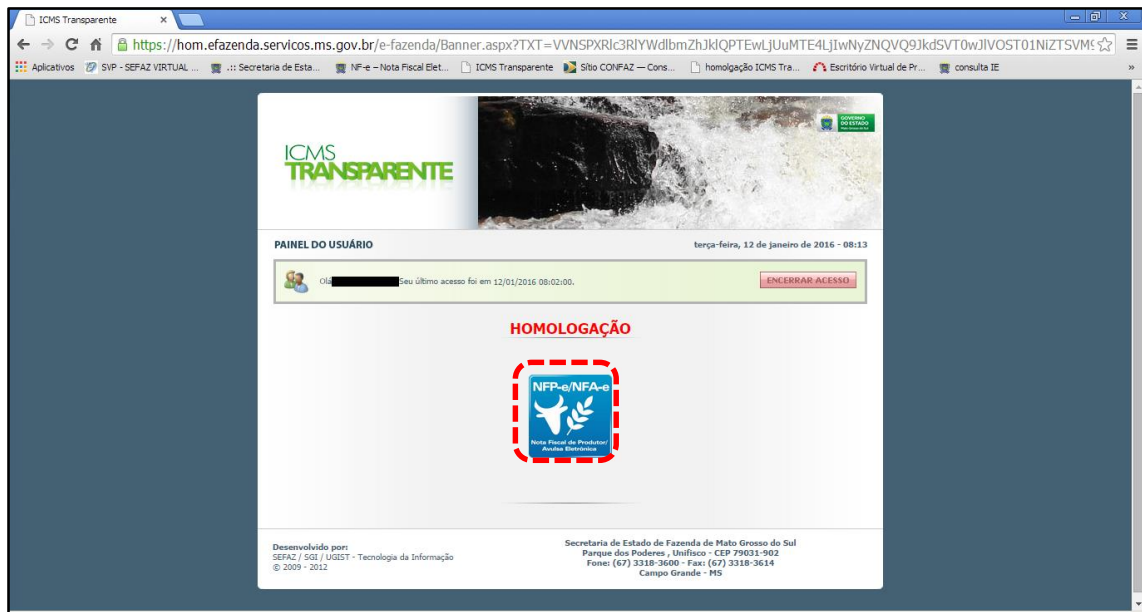 ICMS Transparente
https://hom.efazenda.servicos.ms.gov.br/e-fazenda/Banner.aspx?TXT=
Aplicativos SVP - SEFAZ VIRTUAL ... .::: Secretaria de Esta... NF-e – Nota Fiscal Elet... ICMS Transparente Sítio CONFAZ — Cons... homolgação ICMS Tra... Escritório Virtual de Pr... consulta IE »
GOVERNO
DO ESTADO
Mato Grosso do Sul
ICMS
TRANSPARENTE
PAINEL DO USUÁRIO terça-feira, 12 de janeiro de 2016 - 08:13
Olá Seu último acesso foi em 12/01/2016 08:02:00. ENCERRAR ACESSO
HOMOLOGAÇÃO
NFP-e/NFA-e
Nota Fiscal de Produtor/
Avulsa Eletrônica
Desenvolvido por:
SEFAZ / SGI / UGIST - Tecnologia da Informação
© 2009 - 2012
Secretaria de Estado de Fazenda de Mato Grosso do Sul
Parque dos Poderes , Unifisco - CEP 79031-902
Fone: (67) 3318-3600 - Fax: (67) 3318-3614
Campo Grande - MS